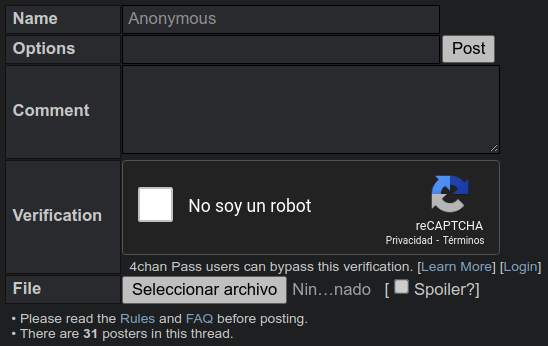 Name Anonymous
Options Post
Comment
Verification No soy un robot
reCAPTCHA
Privacidad - Términos
4chan Pass users can bypass this verification. [Learn More] [Login]
File Seleccionar archivo Nin…nado [ Spoiler?]
• Please read the Rules and FAQ before posting.
• There are 31 posters in this thread.